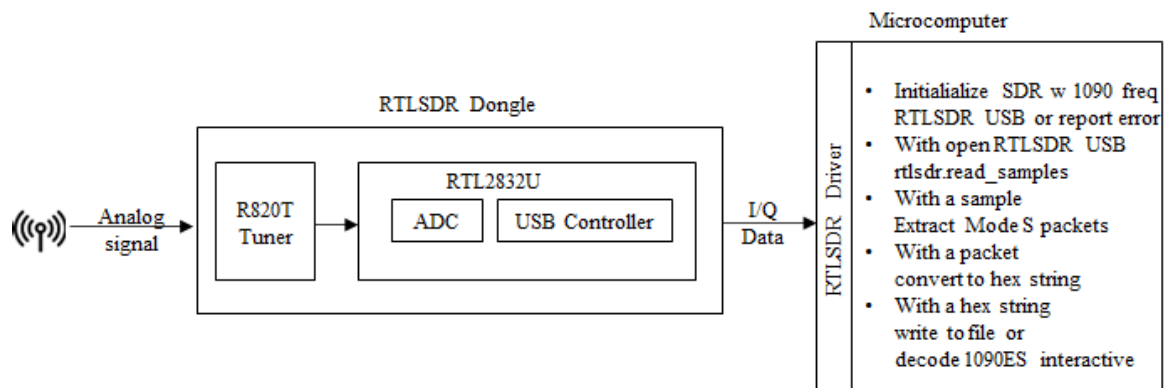 Microcomputer
RTLSDR Dongle
Analog
signal
R820T
Tuner
RTL2832U
ADC
USB Controller
I/Q
Data
RTLSDR Driver
• Initialialize SDR w 1090 freq
RTLSDR USB or report error
• With open RTLSDR USB
rtlsdr.read_samples
• With a sample
Extract Mode S packets
• With a packet
convert to hex string
• With a hex string
write to file or
decode 1090ES interactive